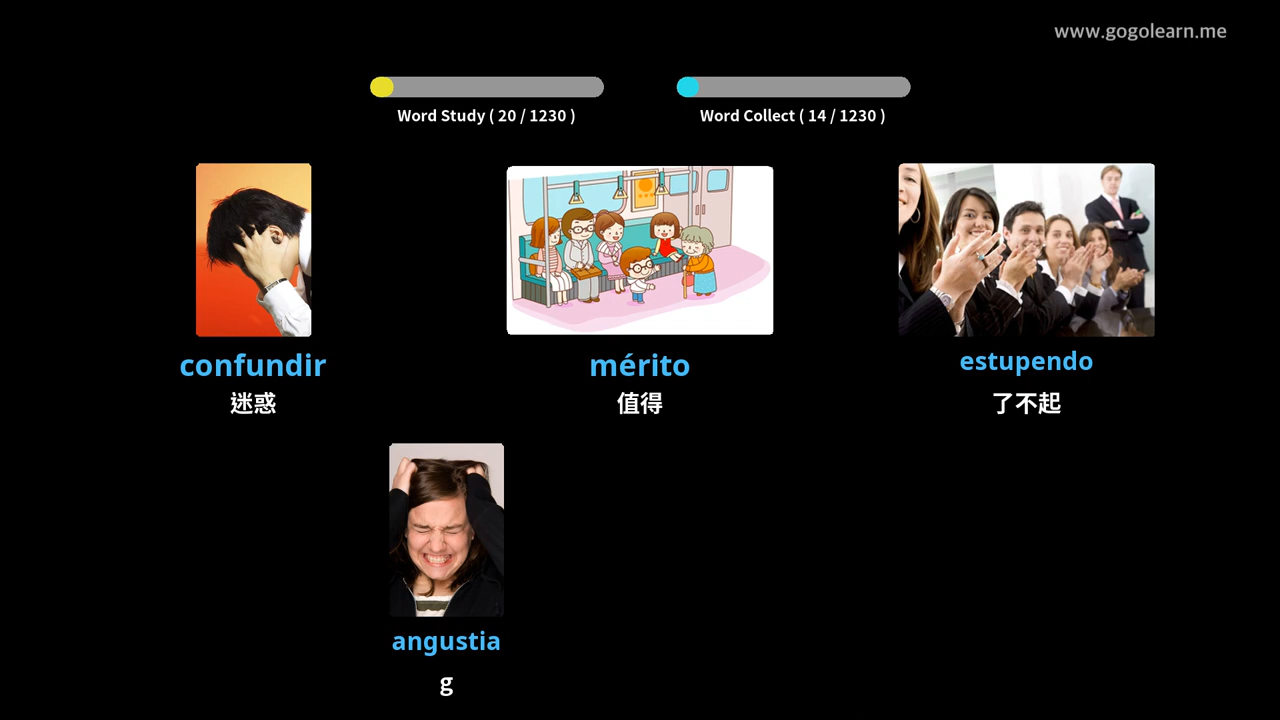 www.gogolearn.me
Word Study ( 20 / 1230 )
Word Collect ( 14 / 1230 )
confundir
迷惑
mérito
值得
estupendo
了不起
angustia
g